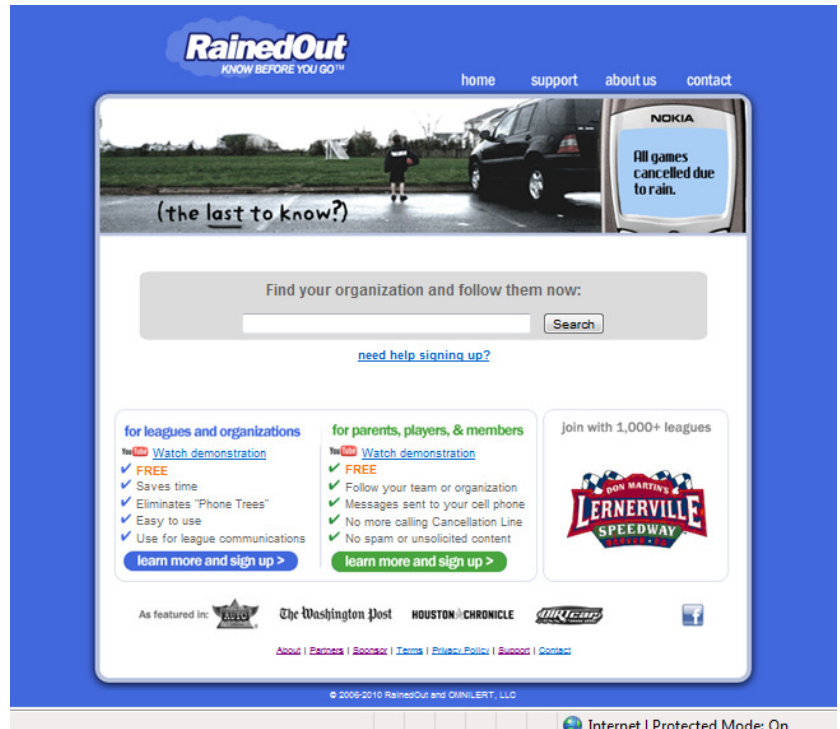 RainedOut
KNOW BEFORE YOU GO™
home support about us contact
NOKIA
All games
cancelled due
to rain.
(the last to know?)
Find your organization and follow them now:
Search
need help signing up?
for leagues and organizations
You Tube Watch demonstration
FREE
Saves time
Eliminates "Phone Trees"
Easy to use
Use for league communications
learn more and sign up >
for parents, players, & members
You Tube Watch demonstration
FREE
Follow your team or organization
Messages sent to your cell phone
No more calling Cancellation Line
No spam or unsolicited content
learn more and sign up >
join with 1,000+ leagues
DON MARTIN'S
LERNERVILLE
SPEEDWAY
As featured in: AUTO The Washington Post HOUSTON CHRONICLE DIRTcar f
About | Partners | Sponsor | Terms | Privacy Policy | Support | Contact
© 2006-2010 RainedOut and OMNILERT, LLC
Internet | Protected Mode: On